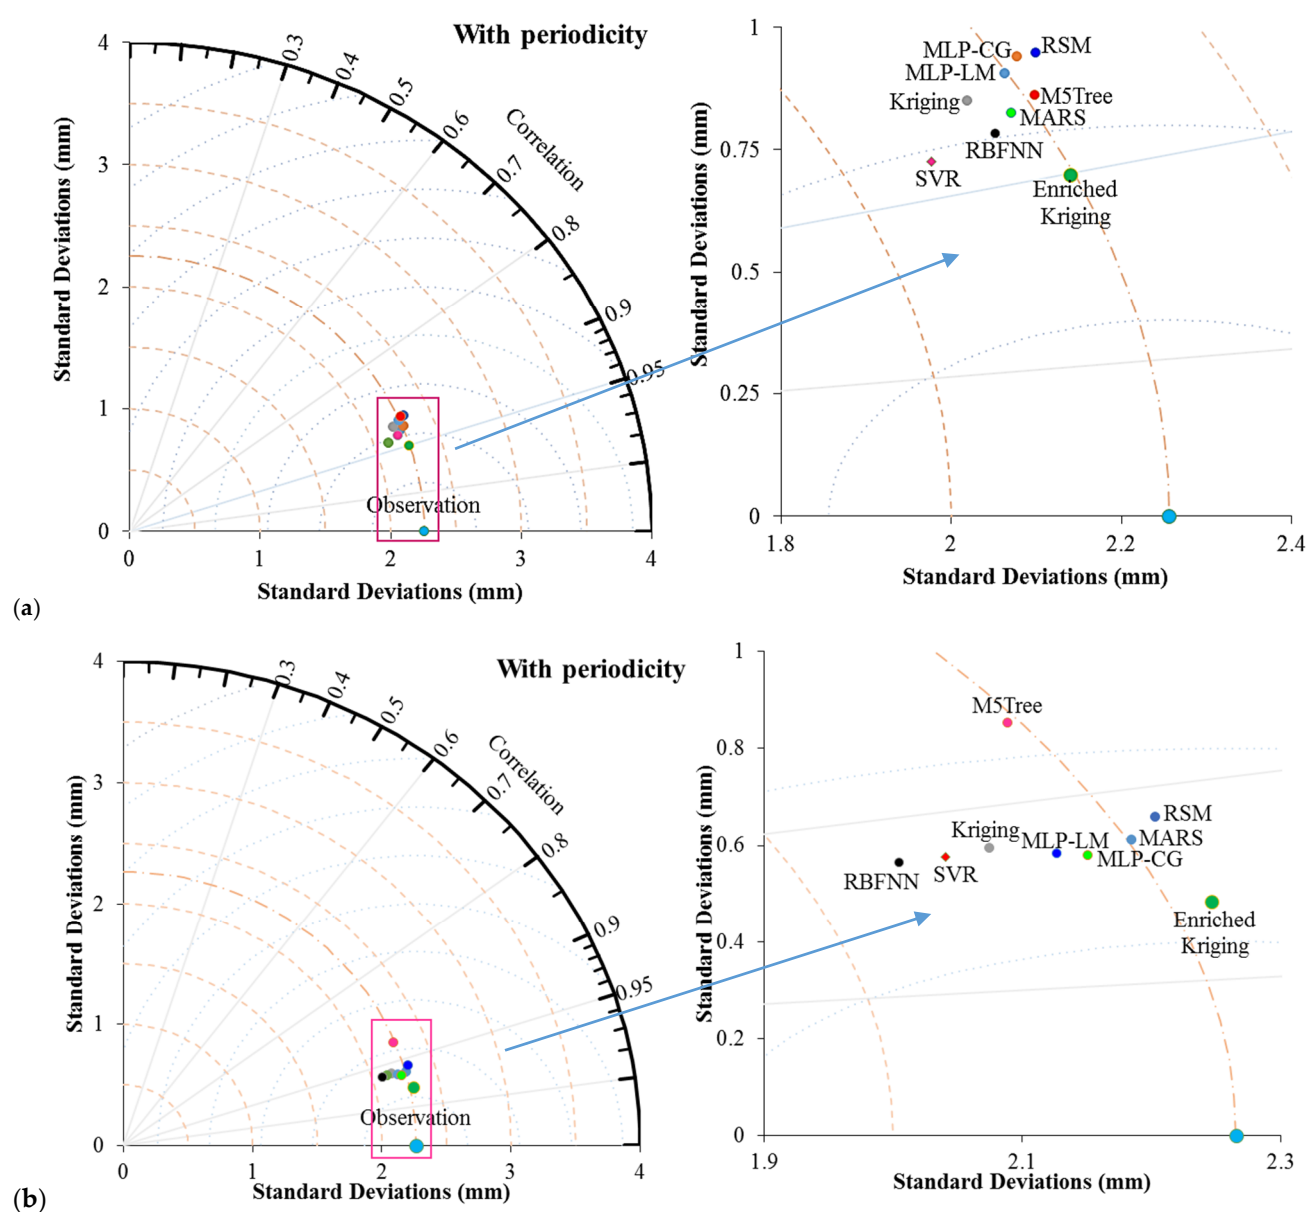 With periodicity
4
3
2
1
0
0
1
2
3
4
0.3
0.4
0.5
0.6
0.7
0.8
0.9
0.95
Correlation
Observation
Standard Deviations (mm)
Standard Deviations (mm)
(a)
1
0.75
0.5
0.25
0
1.8
2
2.2
2.4
MLP-CG
RSM
MLP-LM
Kriging
M5Tree
MARS
RBFNN
SVR
Enriched
Kriging
Standard Deviations (mm)
Standard Deviations (mm)
With periodicity
4
3
2
1
0
0
1
2
3
4
0.3
0.4
0.5
0.6
0.7
0.8
0.9
0.95
Correlation
Observation
Standard Deviations (mm)
Standard Deviations (mm)
(b)
1
0.8
0.6
0.4
0.2
0
1.9
2.1
2.3
M5Tree
RSM
Kriging
MLP-LM
MARS
MLP-CG
RBFNN
SVR
Enriched
Kriging
Standard Deviations (mm)
Standard Deviations (mm)